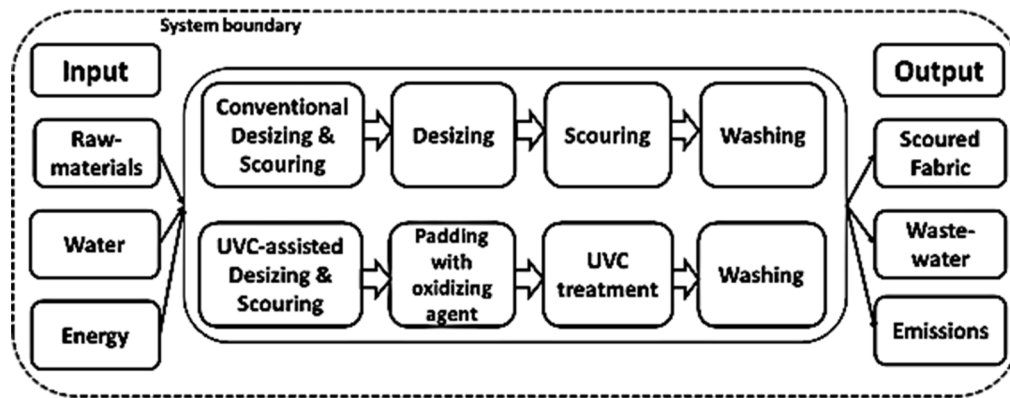 System boundary
Input
Raw-
materials
Water
Energy
Conventional
Desizing &
Scouring
Desizing
Scouring
Washing
UVC-assisted
Desizing &
Scouring
Padding
with
oxidizing
agent
UVC
treatment
Washing
Output
Scoured
Fabric
Waste-
water
Emissions